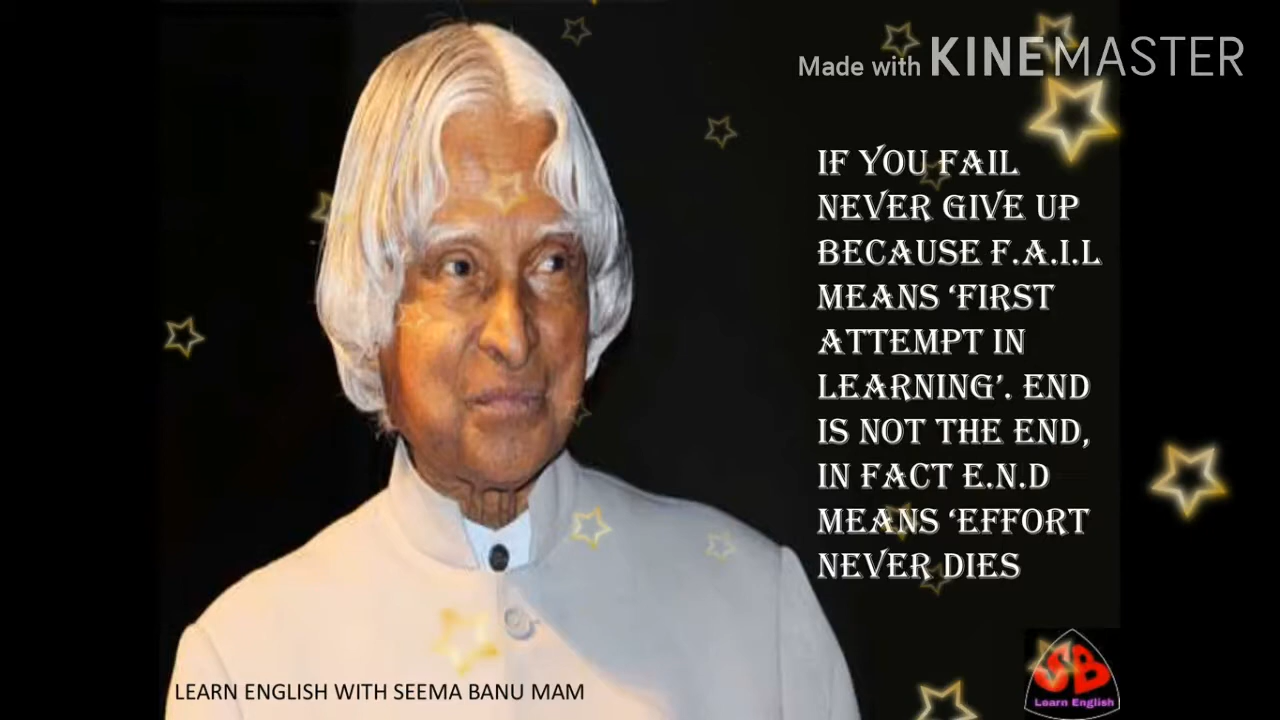 Made with KINEMASTER
IF YOU FAIL
NEVER GIVE UP
BECAUSE F.A.I.L
MEANS ‘FIRST
ATTEMPT IN
LEARNING’. END
IS NOT THE END,
IN FACT E.N.D
MEANS ‘EFFORT
NEVER DIES
SB
Learn English
LEARN ENGLISH WITH SEEMA BANU MAM